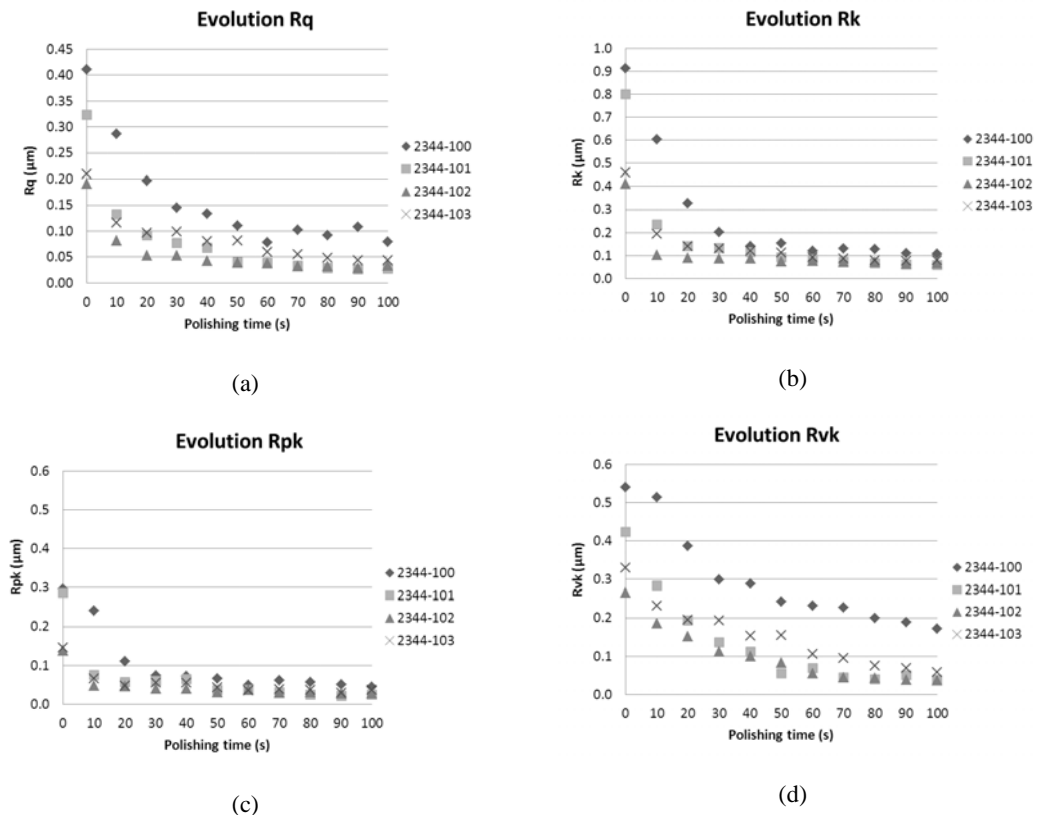 Evolution Rq
0.45
0.40
0.35
0.30
0.25
0.20
0.15
0.10
0.05
0.00
Rq (µm)
0 10 20 30 40 50 60 70 80 90 100
Polishing time (s)
2344-100
2344-101
2344-102
2344-103
(a)
Evolution Rk
1.0
0.9
0.8
0.7
0.6
0.5
0.4
0.3
0.2
0.1
0.0
Rk (µm)
0 10 20 30 40 50 60 70 80 90 100
Polishing time (s)
2344-100
2344-101
2344-102
2344-103
(b)
Evolution Rpk
0.6
0.5
0.4
0.3
0.2
0.1
0.0
Rpk (µm)
0 10 20 30 40 50 60 70 80 90 100
Polishing time (s)
2344-100
2344-101
2344-102
2344-103
(c)
Evolution Rvk
0.6
0.5
0.4
0.3
0.2
0.1
0.0
Rvk (µm)
0 10 20 30 40 50 60 70 80 90 100
Polishing time (s)
2344-100
2344-101
2344-102
2344-103
(d)